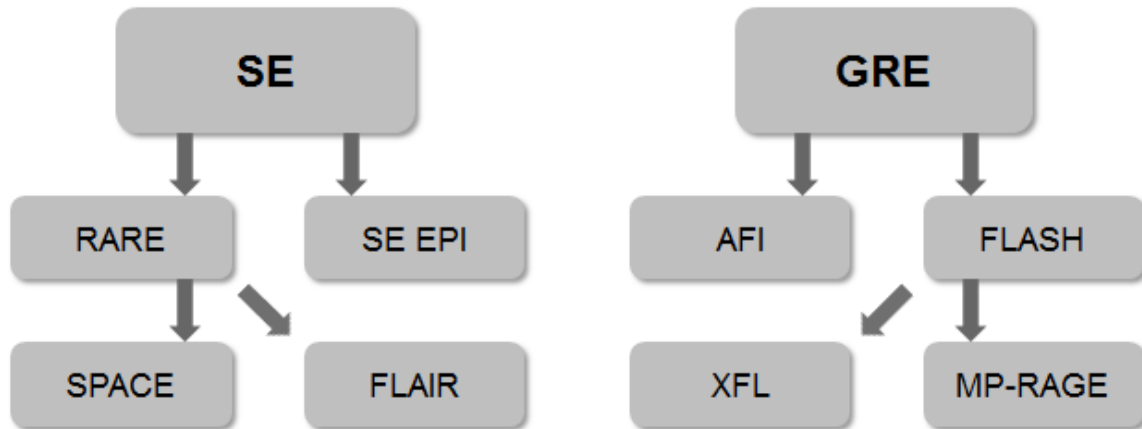 SE
GRE
RARE
SE EPI
AFI
FLASH
SPACE
FLAIR
XFL
MP-RAGE